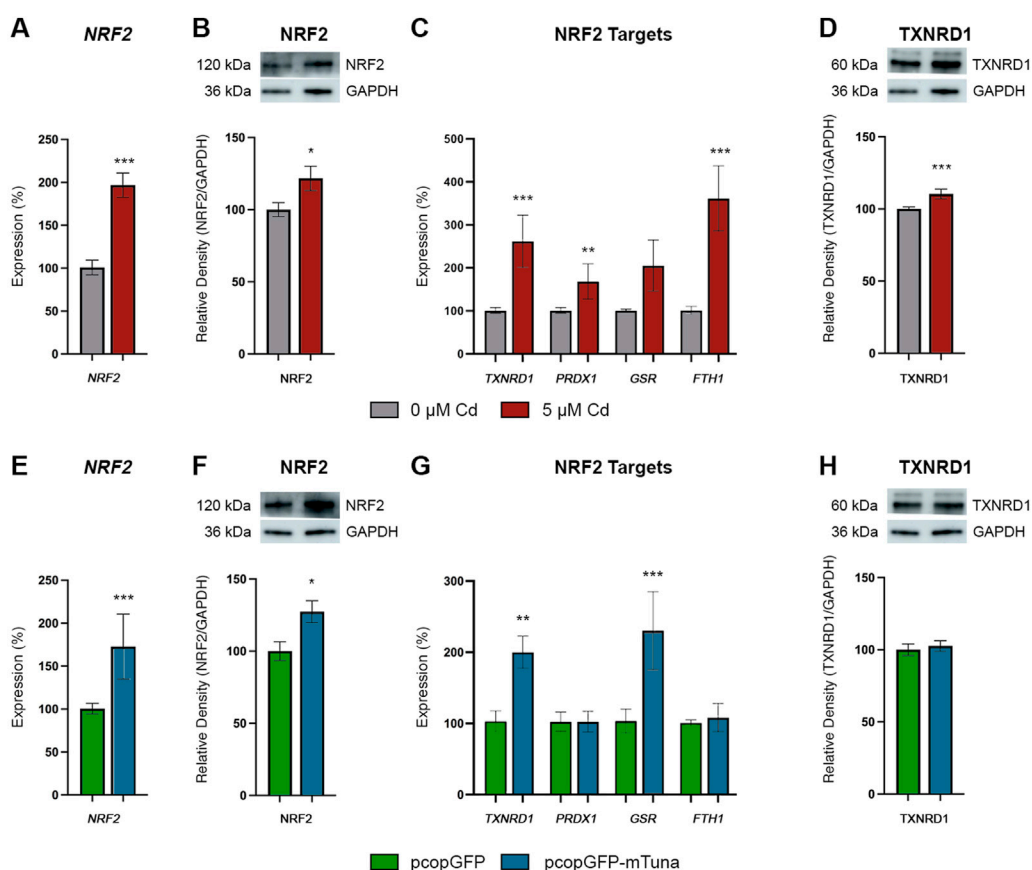 A NRF2
B NRF2
120 kDa NRF2
36 kDa GAPDH
C NRF2 Targets
D TXNRD1
60 kDa TXNRD1
36 kDa GAPDH
Expression (%)
250
200
150
100
50
0
***
NRF2
Relative Density (NRF2/GAPDH)
150
100
50
0
*
NRF2
Expression (%)
500
400
300
200
100
0
***
**
***
TXNRD1 PRDX1 GSR FTH1
Relative Density (TXNRD1/GAPDH)
150
100
50
0
***
TXNRD1
0 µM Cd 5 µM Cd
E NRF2
F NRF2
120 kDa NRF2
36 kDa GAPDH
G NRF2 Targets
H TXNRD1
60 kDa TXNRD1
36 kDa GAPDH
Expression (%)
250
200
150
100
50
0
***
NRF2
Relative Density (NRF2/GAPDH)
150
100
50
0
*
NRF2
Expression (%)
300
200
100
0
**
***
TXNRD1 PRDX1 GSR FTH1
Relative Density (TXNRD1/GAPDH)
150
100
50
0
TXNRD1
pcopGFP pcopGFP-mTuna